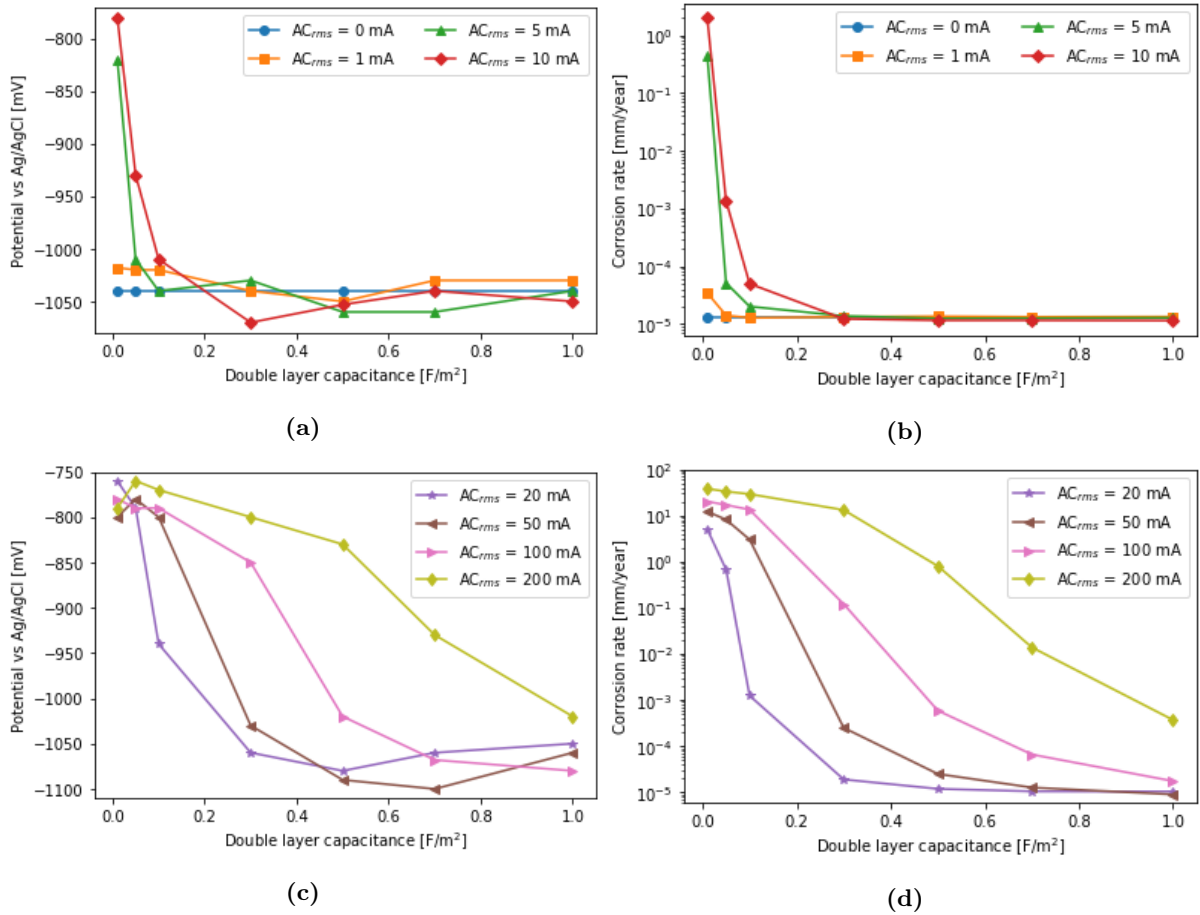 AC_rms = 0 mA
AC_rms = 1 mA
AC_rms = 5 mA
AC_rms = 10 mA
−800
−850
−900
−950
−1000
−1050
Potential vs Ag/AgCl [mV]
0.0 0.2 0.4 0.6 0.8 1.0
Double layer capacitance [F/m²]
(a)
AC_rms = 0 mA
AC_rms = 1 mA
AC_rms = 5 mA
AC_rms = 10 mA
10⁰
10⁻¹
10⁻²
10⁻³
10⁻⁴
10⁻⁵
Corrosion rate [mm/year]
0.0 0.2 0.4 0.6 0.8 1.0
Double layer capacitance [F/m²]
(b)
AC_rms = 20 mA
AC_rms = 50 mA
AC_rms = 100 mA
AC_rms = 200 mA
−750
−800
−850
−900
−950
−1000
−1050
−1100
Potential vs Ag/AgCl [mV]
0.0 0.2 0.4 0.6 0.8 1.0
Double layer capacitance [F/m²]
(c)
AC_rms = 20 mA
AC_rms = 50 mA
AC_rms = 100 mA
AC_rms = 200 mA
10²
10¹
10⁰
10⁻¹
10⁻²
10⁻³
10⁻⁴
10⁻⁵
Corrosion rate [mm/year]
0.0 0.2 0.4 0.6 0.8 1.0
Double layer capacitance [F/m²]
(d)